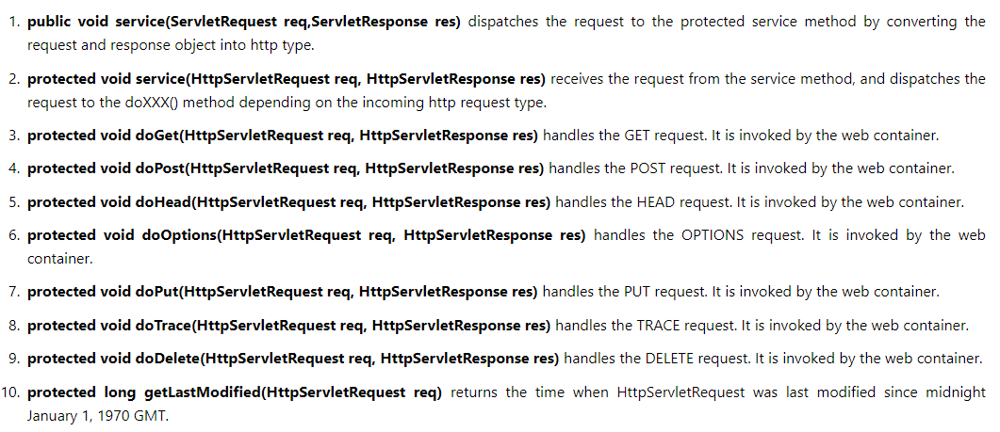 1. public void service(ServletRequest req,ServletResponse res) dispatches the request to the protected service method by converting the
request and response object into http type.
2. protected void service(HttpServletRequest req, HttpServletResponse res) receives the request from the service method, and dispatches the
request to the doXXX() method depending on the incoming http request type.
3. protected void doGet(HttpServletRequest req, HttpServletResponse res) handles the GET request. It is invoked by the web container.
4. protected void doPost(HttpServletRequest req, HttpServletResponse res) handles the POST request. It is invoked by the web container.
5. protected void doHead(HttpServletRequest req, HttpServletResponse res) handles the HEAD request. It is invoked by the web container.
6. protected void doOptions(HttpServletRequest req, HttpServletResponse res) handles the OPTIONS request. It is invoked by the web
container.
7. protected void doPut(HttpServletRequest req, HttpServletResponse res) handles the PUT request. It is invoked by the web container.
8. protected void doTrace(HttpServletRequest req, HttpServletResponse res) handles the TRACE request. It is invoked by the web container.
9. protected void doDelete(HttpServletRequest req, HttpServletResponse res) handles the DELETE request. It is invoked by the web container.
10. protected long getLastModified(HttpServletRequest req) returns the time when HttpServletRequest was last modified since midnight
January 1, 1970 GMT.